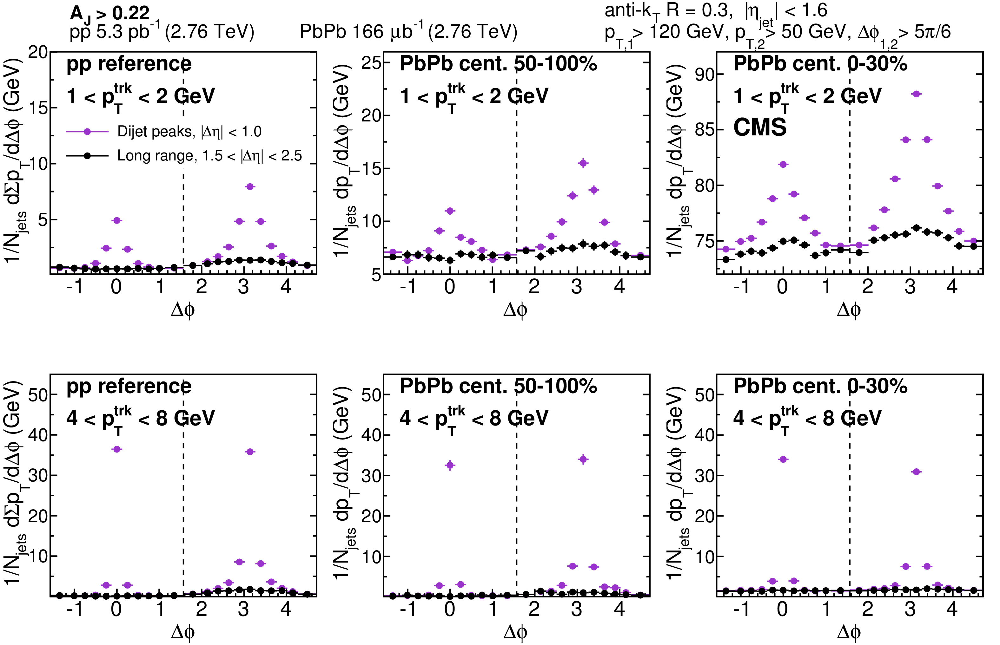 A_J > 0.22
anti-k_T R = 0.3, |η_jet| < 1.6
pp 5.3 pb^-1 (2.76 TeV)
PbPb 166 μb^-1 (2.76 TeV)
p_T,1 > 120 GeV, p_T,2 > 50 GeV, Δϕ_1,2 > 5π/6
1/N_jets dΣp_T/dΔϕ (GeV)
20
15
10
5
pp reference
1 < p_T^trk < 2 GeV
Dijet peaks, |Δη| < 1.0
Long range, 1.5 < |Δη| < 2.5
-1 0 1 2 3 4
Δϕ
1/N_jets dp_T/dΔϕ (GeV)
25
20
15
10
5
PbPb cent. 50-100%
1 < p_T^trk < 2 GeV
-1 0 1 2 3 4
Δϕ
1/N_jets dp_T/dΔϕ (GeV)
90
85
80
75
PbPb cent. 0-30%
1 < p_T^trk < 2 GeV
CMS
-1 0 1 2 3 4
Δϕ
1/N_jets dΣp_T/dΔϕ (GeV)
50
40
30
20
10
pp reference
4 < p_T^trk < 8 GeV
-1 0 1 2 3 4
Δϕ
1/N_jets dp_T/dΔϕ (GeV)
50
40
30
20
10
PbPb cent. 50-100%
4 < p_T^trk < 8 GeV
-1 0 1 2 3 4
Δϕ
1/N_jets dp_T/dΔϕ (GeV)
50
40
30
20
10
PbPb cent. 0-30%
4 < p_T^trk < 8 GeV
-1 0 1 2 3 4
Δϕ